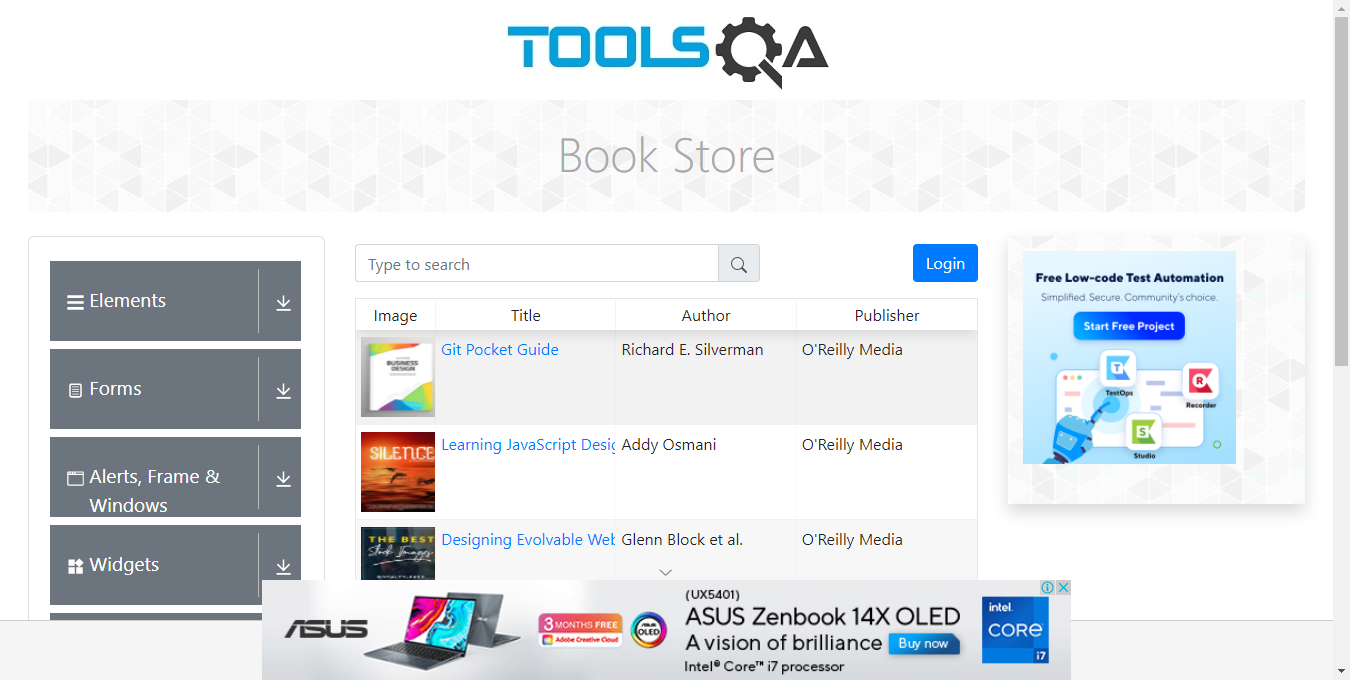 TOOLSQA
Book Store
Elements
Forms
Alerts, Frame &
Windows
Widgets
Type to search
Login
Image Title Author Publisher
BUSINESS
DESIGN
Git Pocket Guide Richard E. Silverman O'Reilly Media
SILENCE
Learning JavaScript Desig Addy Osmani O'Reilly Media
THE BEST
Stock Images
Designing Evolvable Web Glenn Block et al. O'Reilly Media
Free Low-code Test Automation
Simplified. Secure. Community's choice.
Start Free Project
TestOps
Recorder
Studio
ASUS
3 MONTHS FREE
Adobe Creative Cloud
ASUS
OLED
(UX5401)
ASUS Zenbook 14X OLED
A vision of brilliance
Buy now
Intel® Core™ i7 processor
intel.
CORE
i7